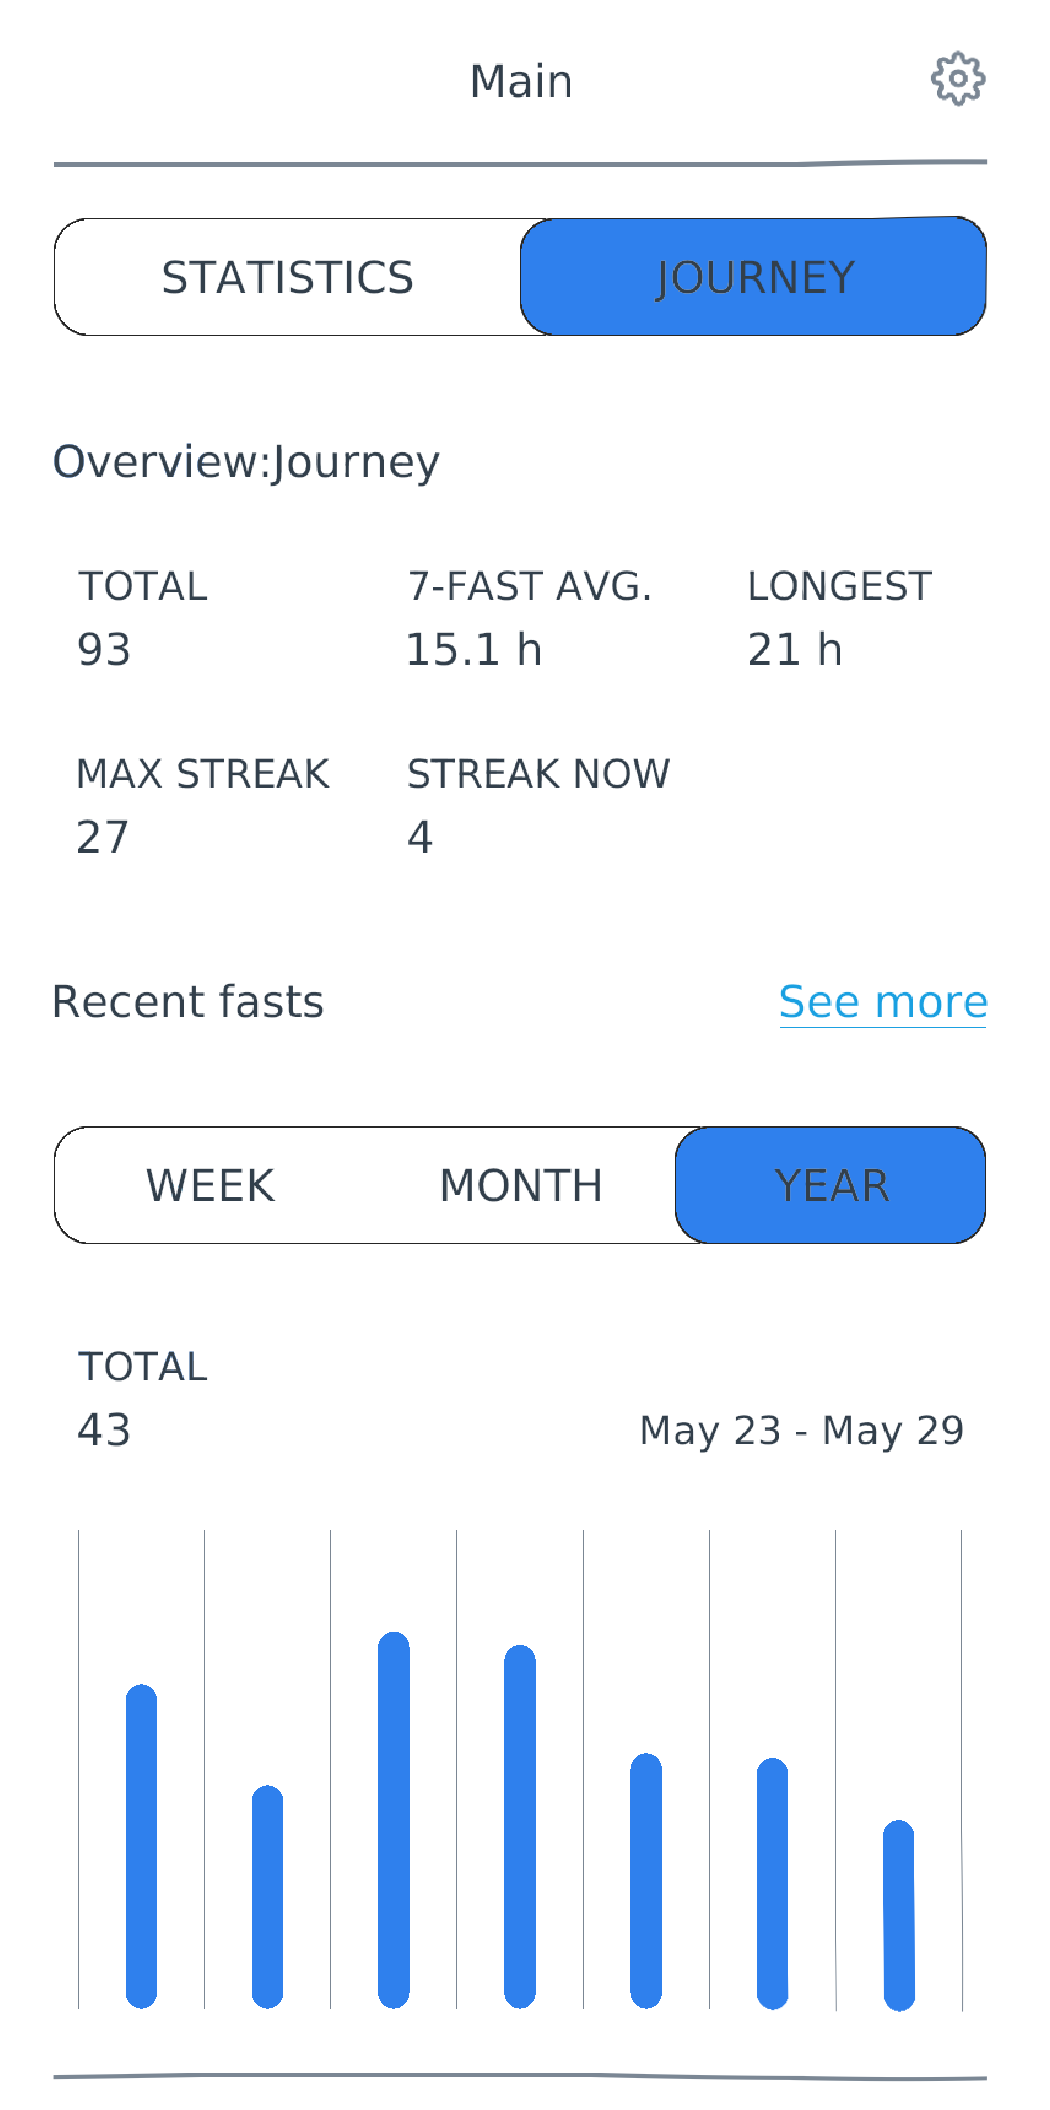 Main
STATISTICS JOURNEY
Overview:Journey
TOTAL 7-FAST AVG. LONGEST
93 15.1 h 21 h
MAX STREAK STREAK NOW
27 4
Recent fasts See more
WEEK MONTH YEAR
TOTAL
43 May 23 - May 29